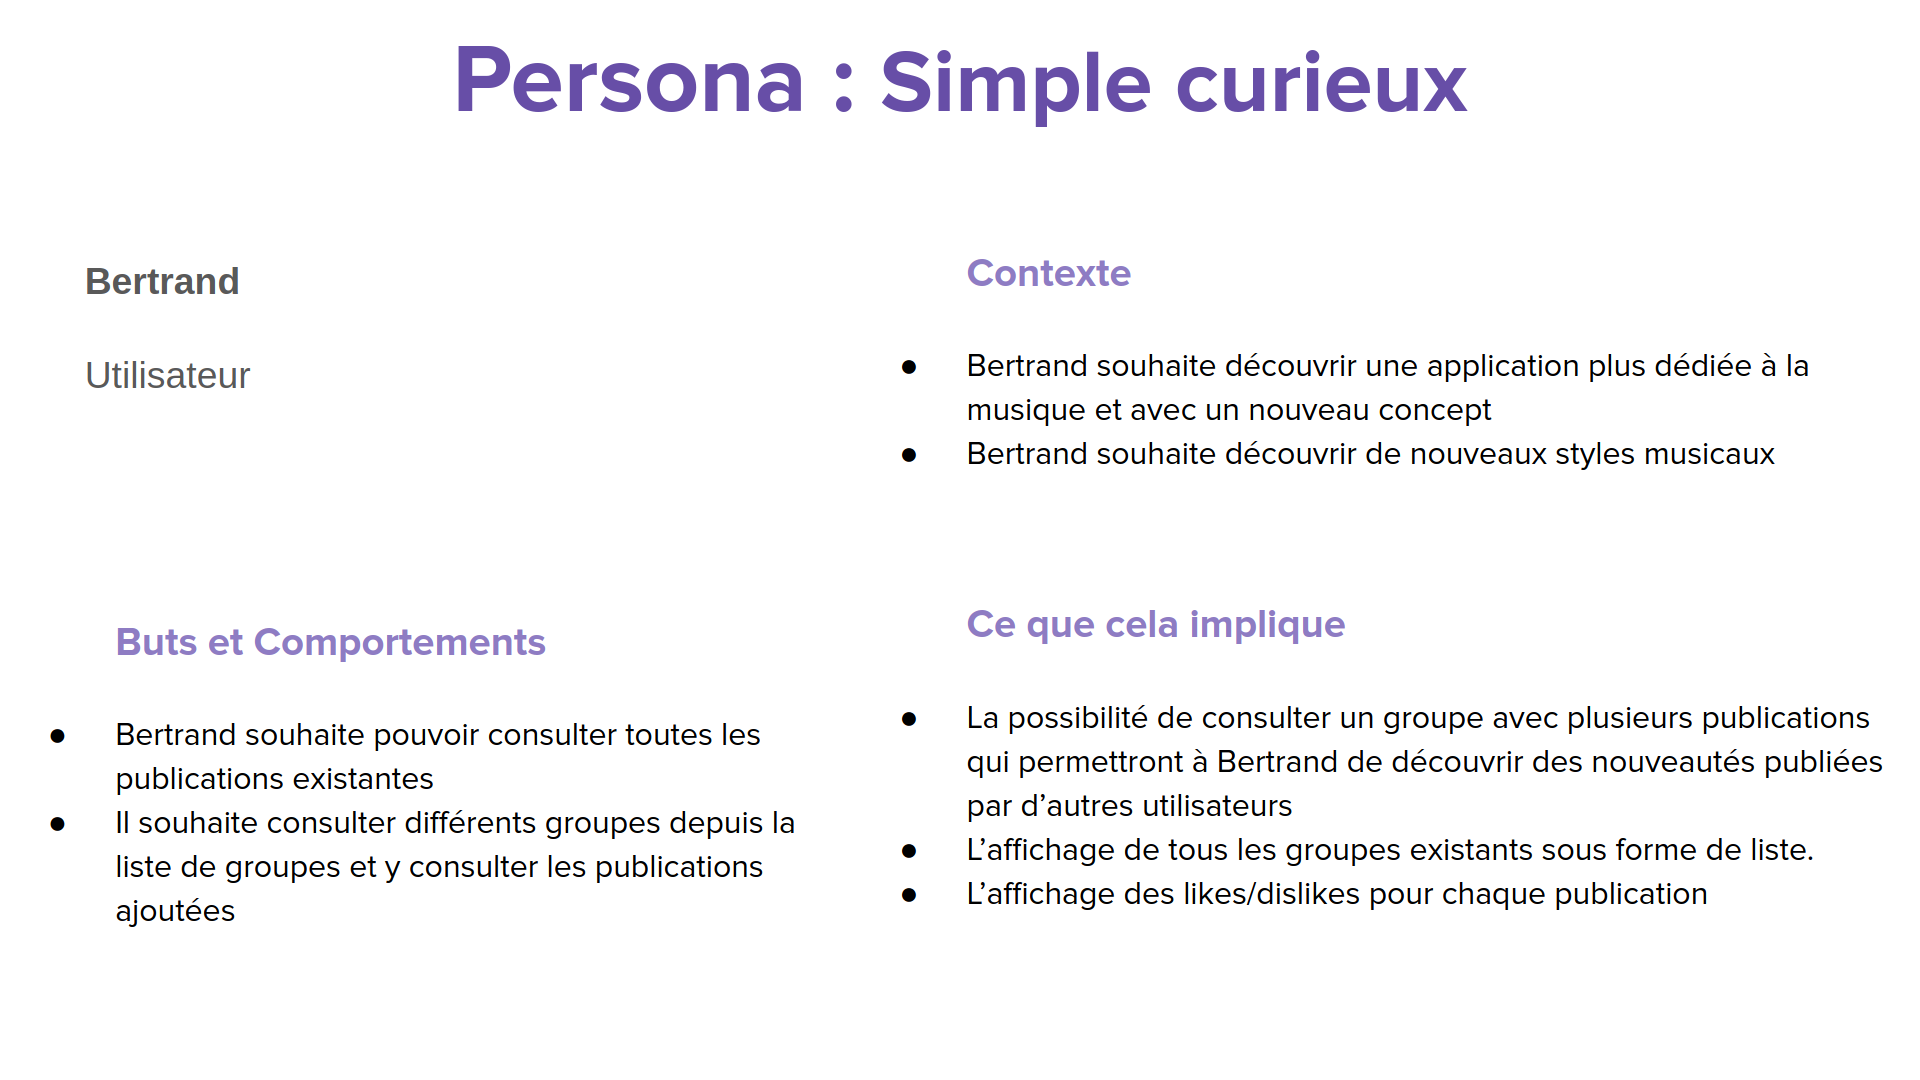 Persona : Simple curieux
Bertrand
Utilisateur
Contexte
● Bertrand souhaite découvrir une application plus dédiée à la
musique et avec un nouveau concept
● Bertrand souhaite découvrir de nouveaux styles musicaux
Buts et Comportements
● Bertrand souhaite pouvoir consulter toutes les
publications existantes
● Il souhaite consulter différents groupes depuis la
liste de groupes et y consulter les publications
ajoutées
Ce que cela implique
● La possibilité de consulter un groupe avec plusieurs publications
qui permettront à Bertrand de découvrir des nouveautés publiées
par d’autres utilisateurs
● L’affichage de tous les groupes existants sous forme de liste.
● L’affichage des likes/dislikes pour chaque publication